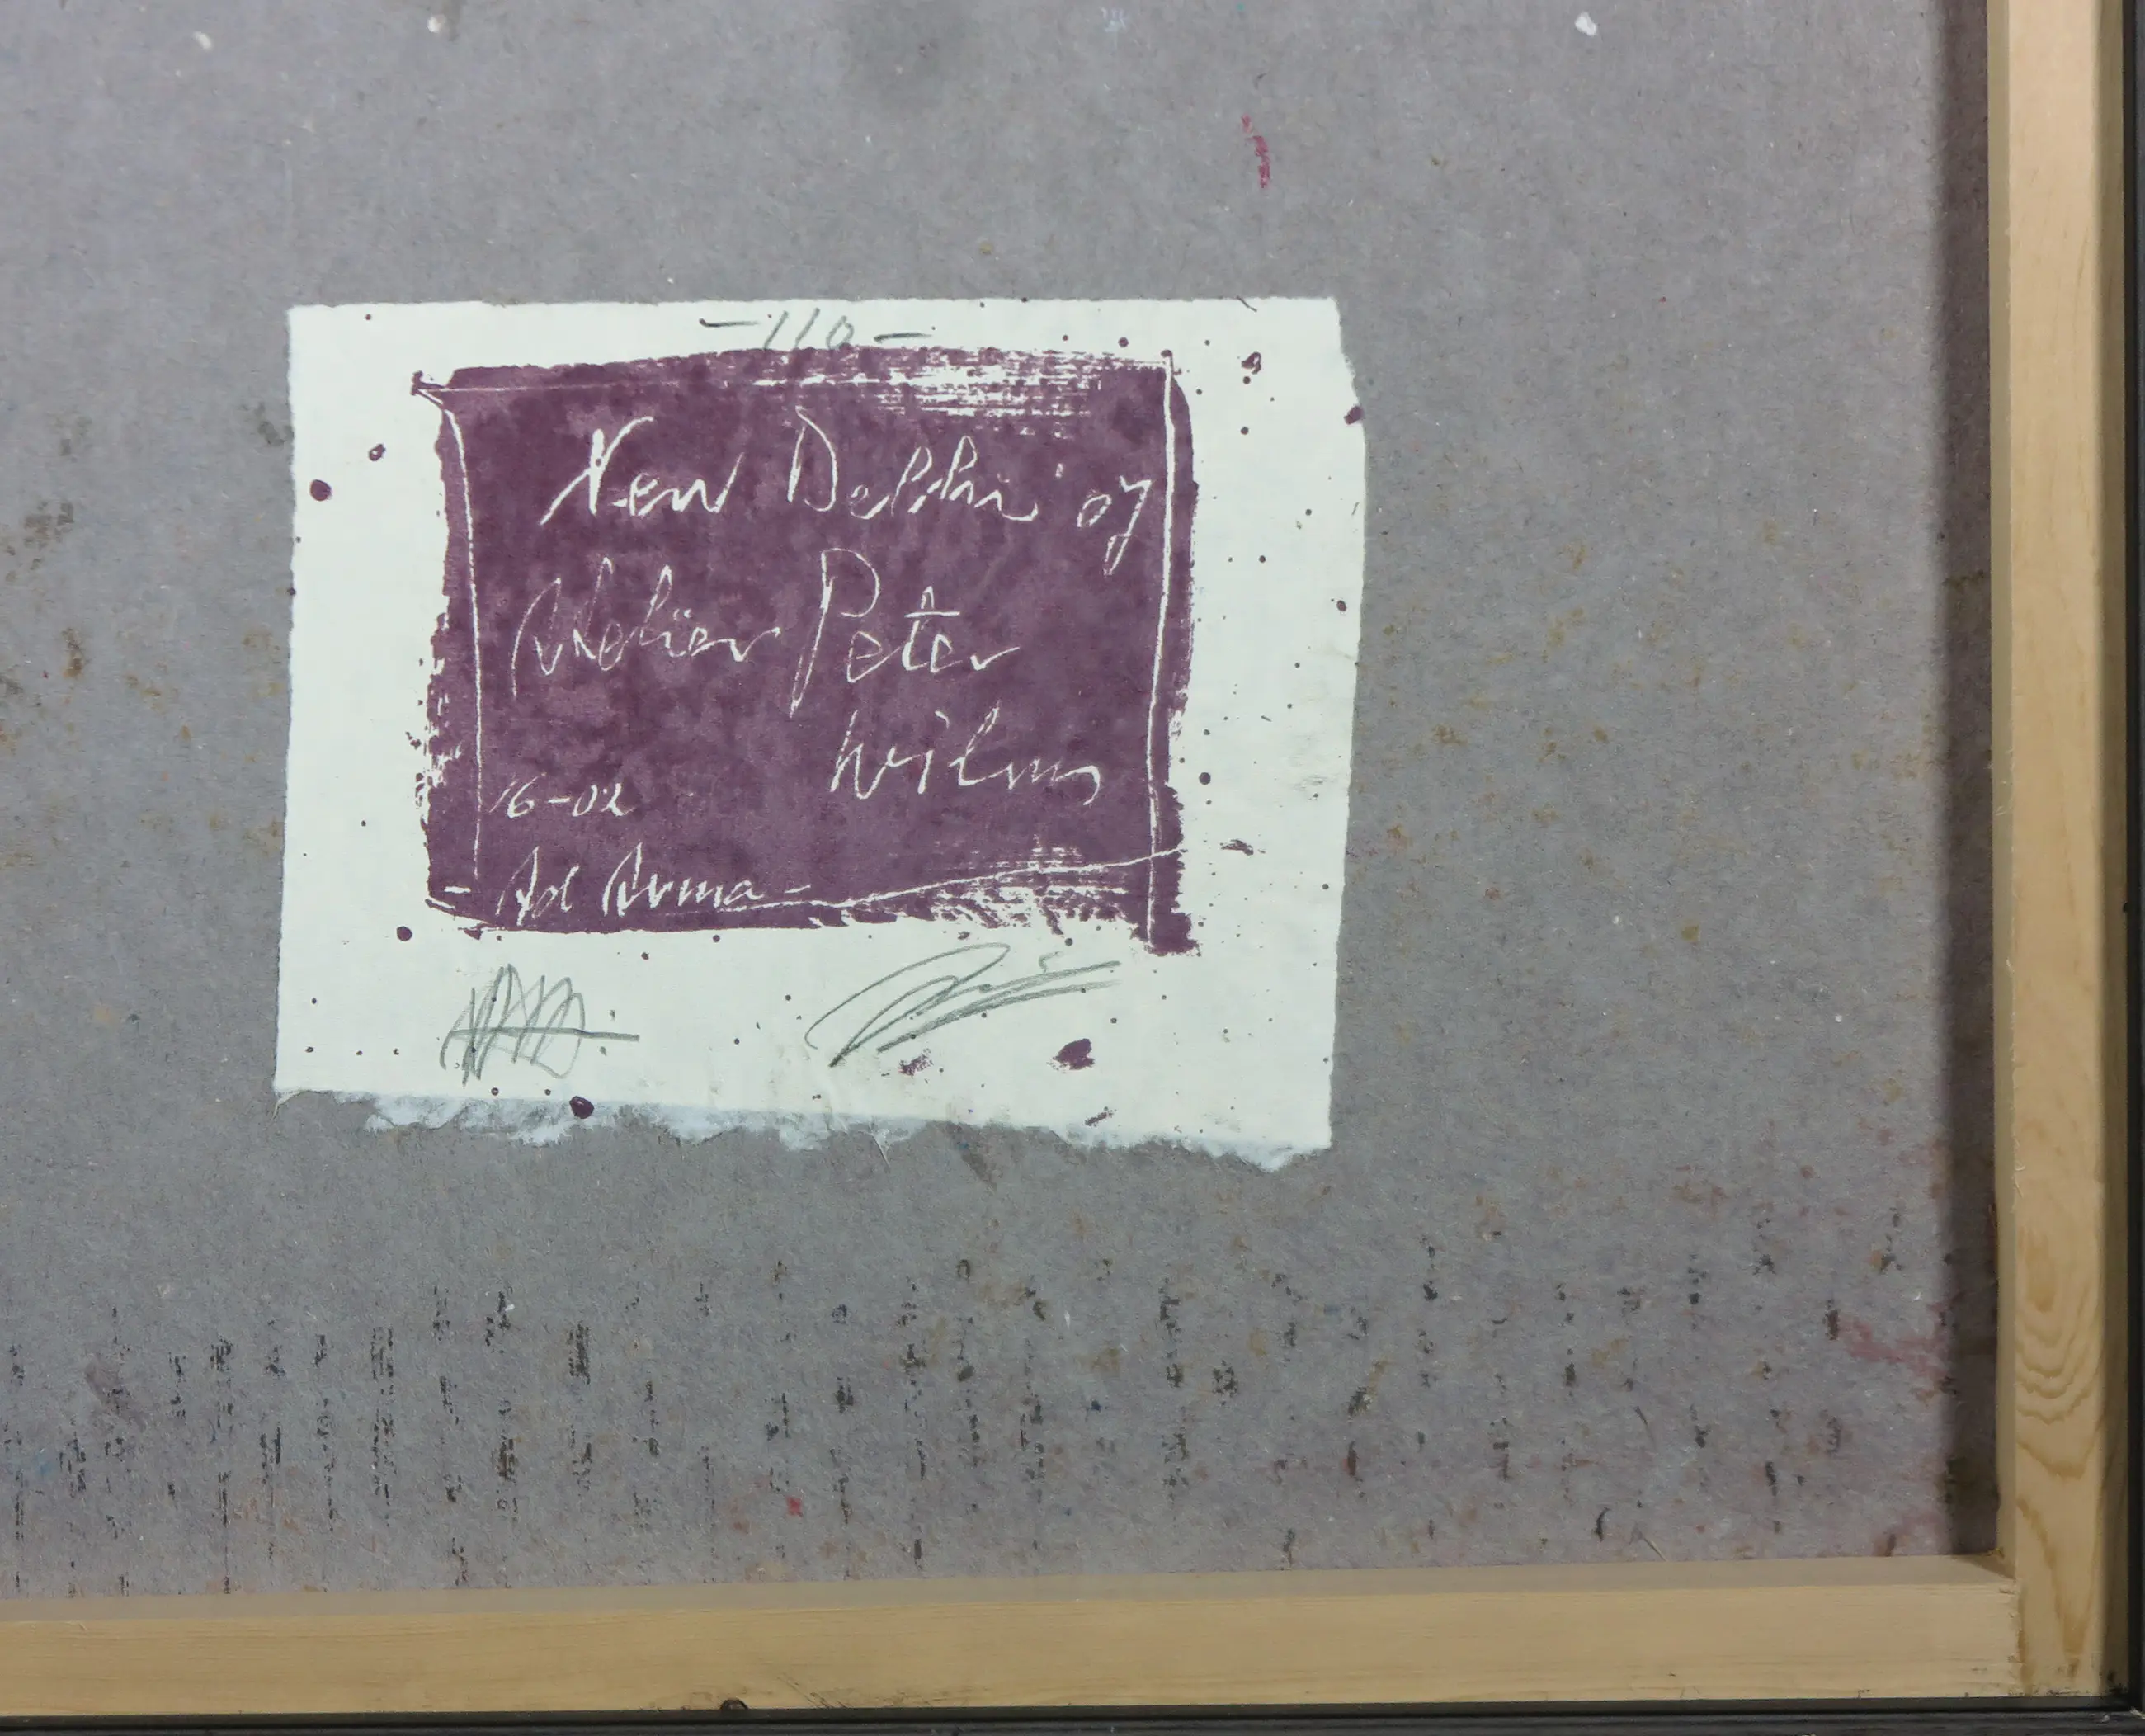 -110-
New Delhi '07
Atelier Peter
Wilms
16-02
- Ad Arma -